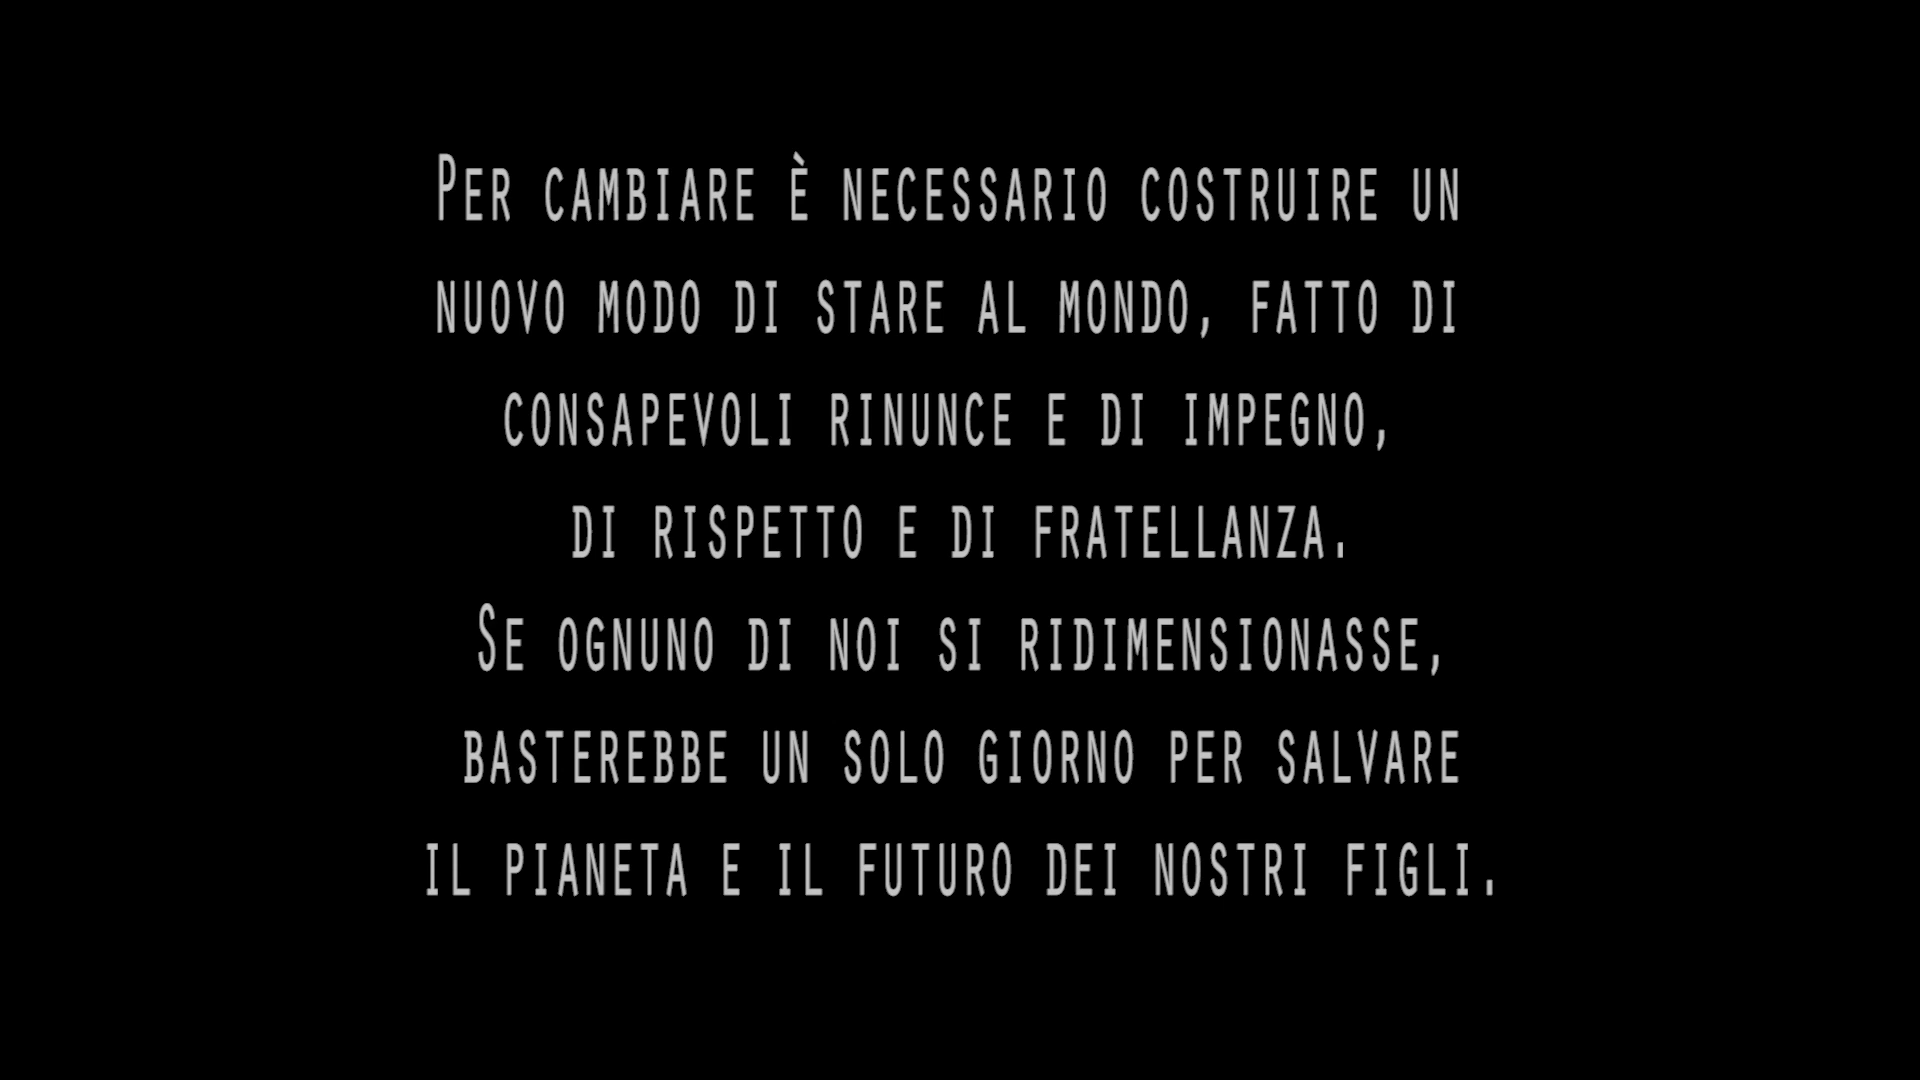 Per cambiare è necessario costruire un
nuovo modo di stare al mondo, fatto di
consapevoli rinunce e di impegno,
di rispetto e di fratellanza.
Se ognuno di noi si ridimensionasse,
basterebbe un solo giorno per salvare
il pianeta e il futuro dei nostri figli.